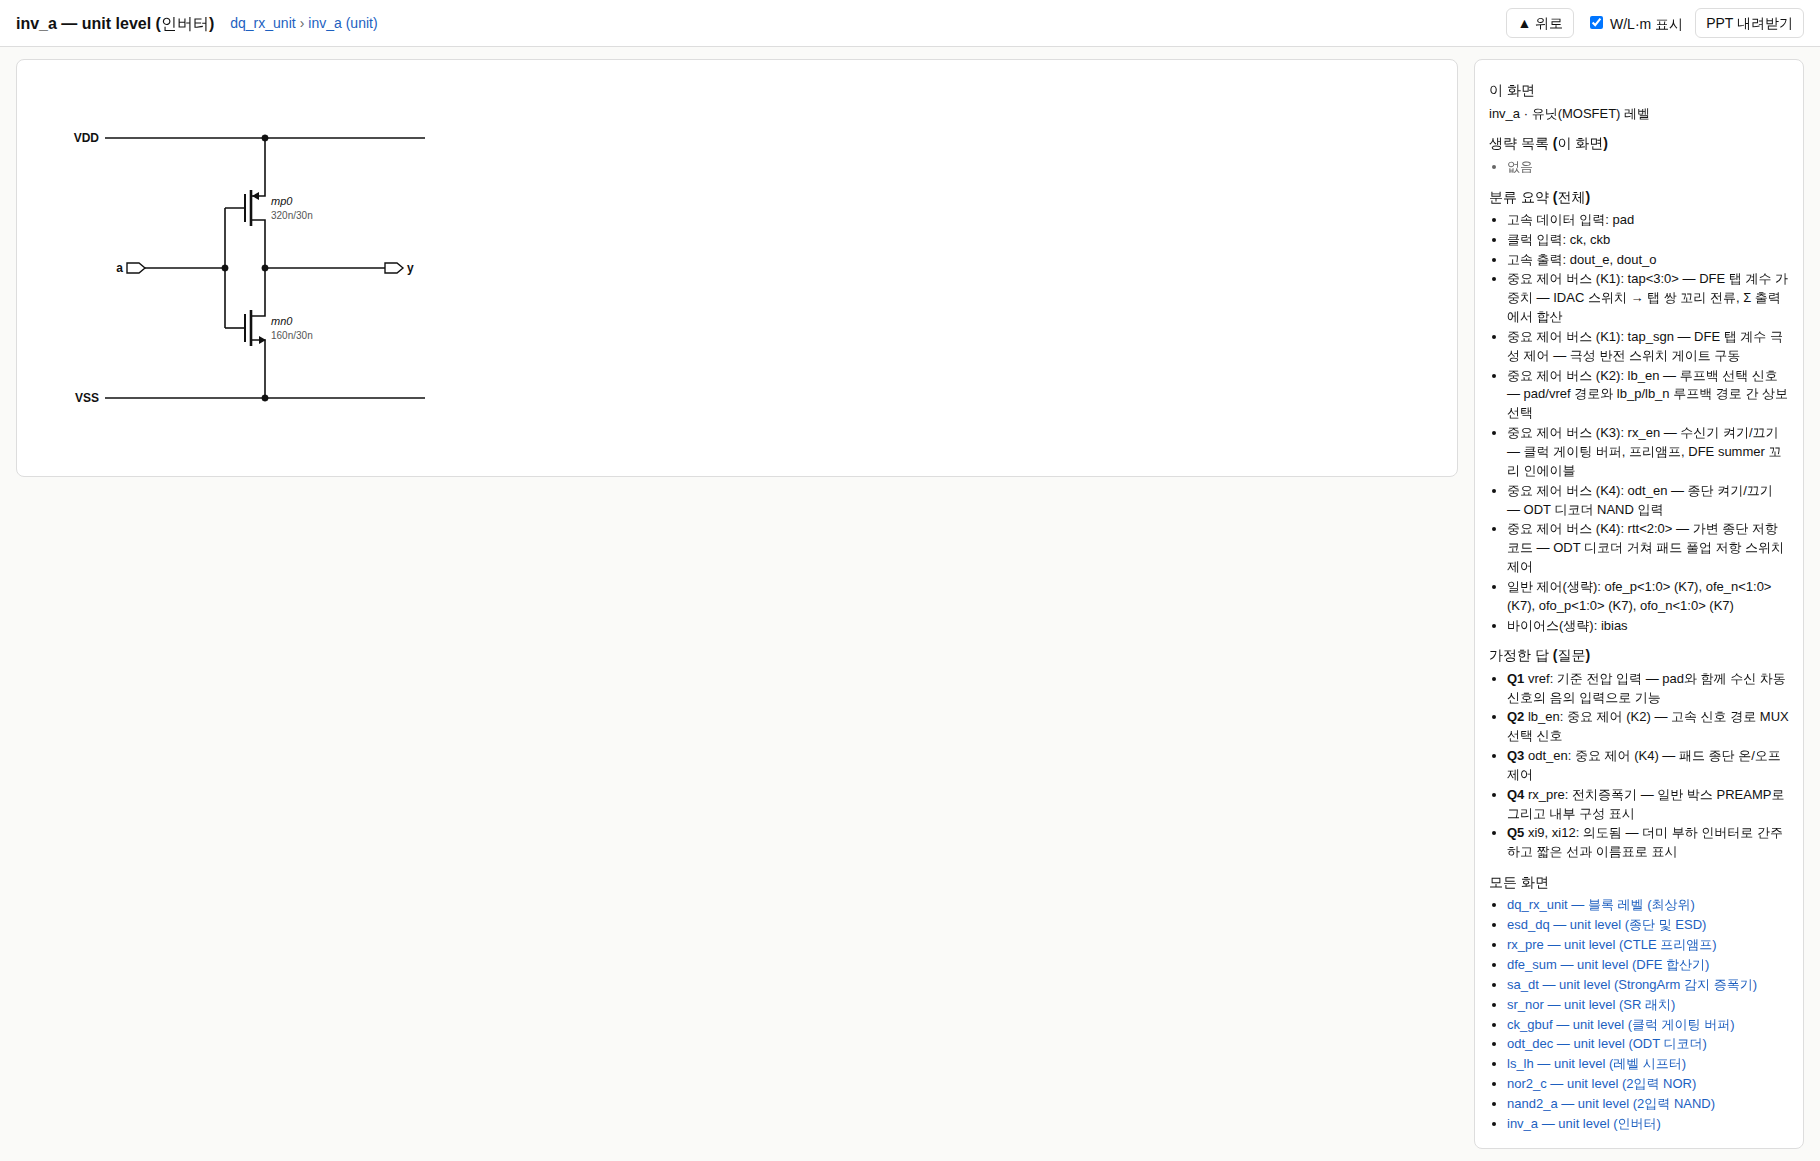 inv_a — unit level (인버터)
dq_rx_unit › inv_a (unit)
▲ 위로
W/L·m 표시
PPT 내려받기
VDD
mp0
320n/30n
a
y
mn0
160n/30n
VSS
이 화면
inv_a · 유닛(MOSFET) 레벨
생략 목록 (이 화면)
없음
분류 요약 (전체)
고속 데이터 입력: pad
클럭 입력: ck, ckb
고속 출력: dout_e, dout_o
중요 제어 버스 (K1): tap<3:0> — DFE 탭 계수 가
중치 — IDAC 스위치 → 탭 쌍 꼬리 전류, Σ 출력
에서 합산
중요 제어 버스 (K1): tap_sgn — DFE 탭 계수 극
성 제어 — 극성 반전 스위치 게이트 구동
중요 제어 버스 (K2): lb_en — 루프백 선택 신호
— pad/vref 경로와 lb_p/lb_n 루프백 경로 간 상보
선택
중요 제어 버스 (K3): rx_en — 수신기 켜기/끄기
— 클럭 게이팅 버퍼, 프리앰프, DFE summer 꼬
리 인에이블
중요 제어 버스 (K4): odt_en — 종단 켜기/끄기
— ODT 디코더 NAND 입력
중요 제어 버스 (K4): rtt<2:0> — 가변 종단 저항
코드 — ODT 디코더 거쳐 패드 풀업 저항 스위치
제어
일반 제어(생략): ofe_p<1:0> (K7), ofe_n<1:0>
(K7), ofo_p<1:0> (K7), ofo_n<1:0> (K7)
바이어스(생략): ibias
가정한 답 (질문)
Q1 vref: 기준 전압 입력 — pad와 함께 수신 차동
신호의 음의 입력으로 기능
Q2 lb_en: 중요 제어 (K2) — 고속 신호 경로 MUX
선택 신호
Q3 odt_en: 중요 제어 (K4) — 패드 종단 온/오프
제어
Q4 rx_pre: 전치증폭기 — 일반 박스 PREAMP로
그리고 내부 구성 표시
Q5 xi9, xi12: 의도됨 — 더미 부하 인버터로 간주
하고 짧은 선과 이름표로 표시
모든 화면
dq_rx_unit — 블록 레벨 (최상위)
esd_dq — unit level (종단 및 ESD)
rx_pre — unit level (CTLE 프리앰프)
dfe_sum — unit level (DFE 합산기)
sa_dt — unit level (StrongArm 감지 증폭기)
sr_nor — unit level (SR 래치)
ck_gbuf — unit level (클럭 게이팅 버퍼)
odt_dec — unit level (ODT 디코더)
ls_lh — unit level (레벨 시프터)
nor2_c — unit level (2입력 NOR)
nand2_a — unit level (2입력 NAND)
inv_a — unit level (인버터)